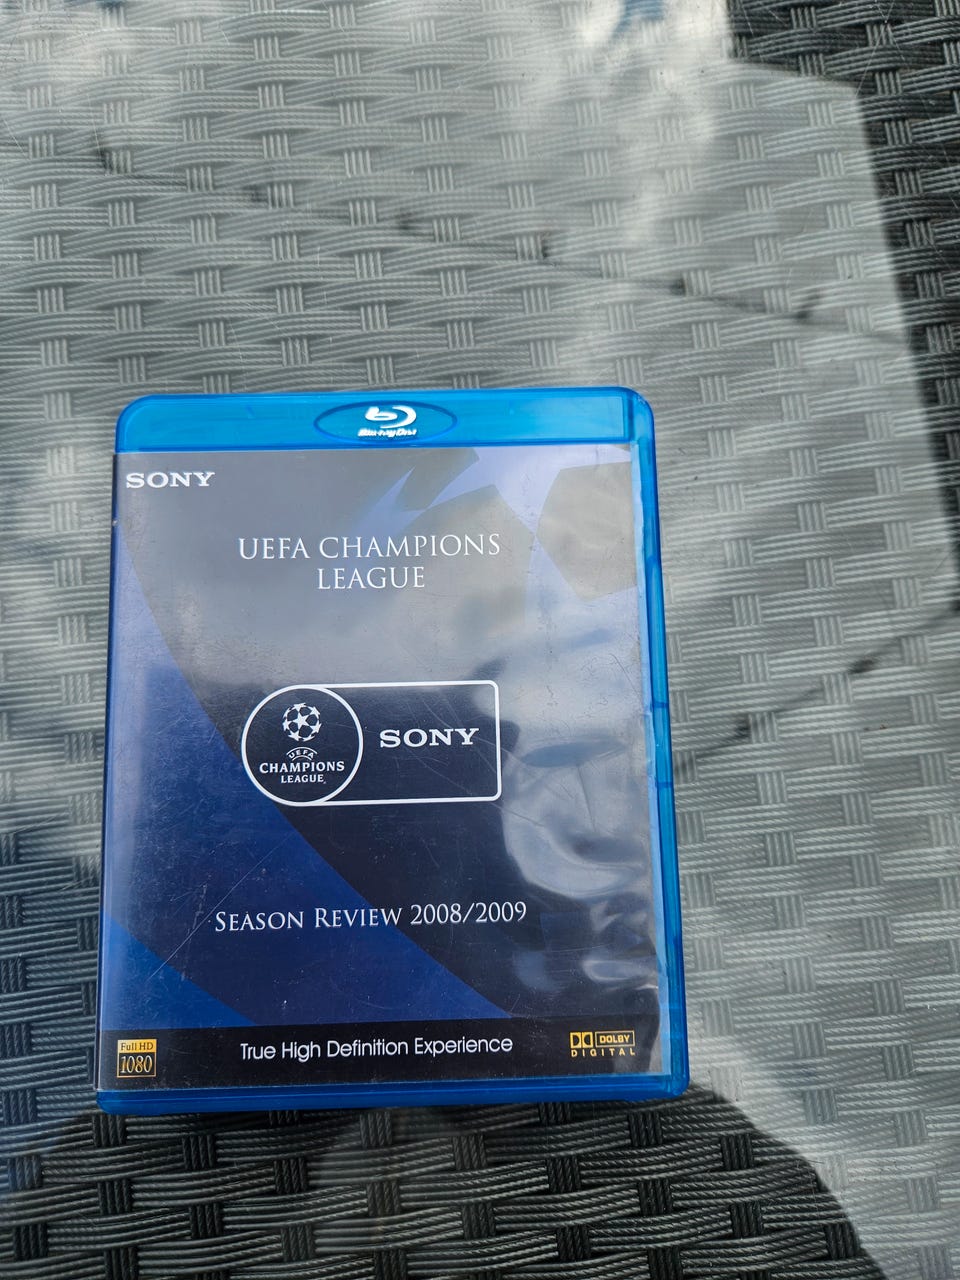 Blu-ray Disc
SONY
UEFA CHAMPIONS
LEAGUE
UEFA
CHAMPIONS
LEAGUE
SONY
SEASON REVIEW 2008/2009
Full HD
1080
True High Definition Experience
DOLBY
DIGITAL